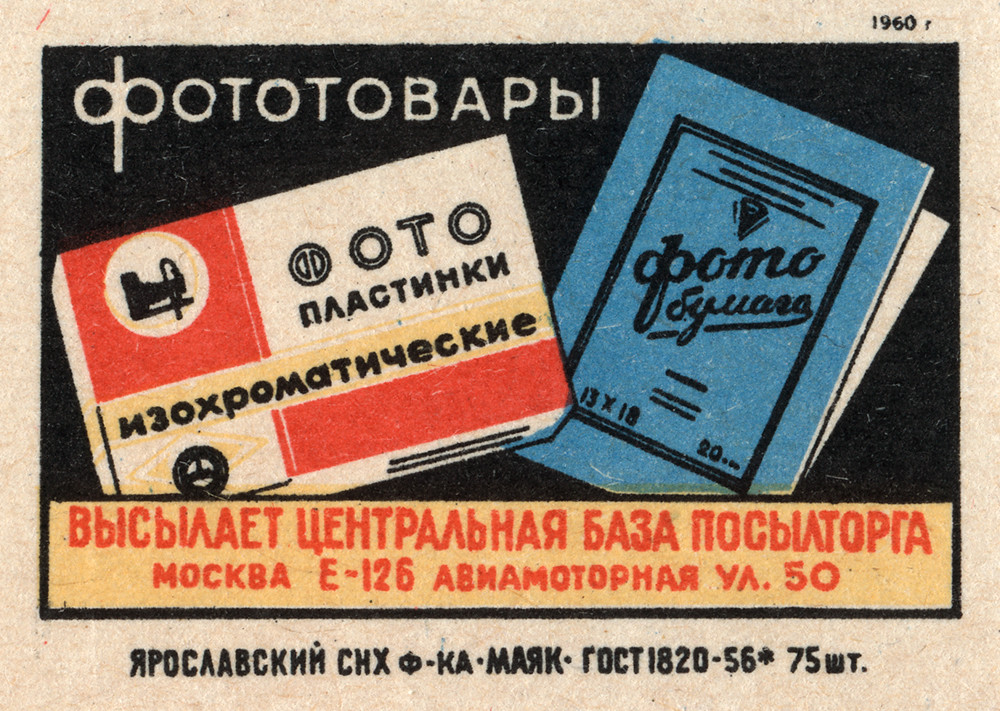 1960 г
ФОТОТОВАРЫ
ФОТО
ПЛАСТИНКИ
изохроматические
фото
бумага
13 х 18
20
ВЫСЫЛАЕТ ЦЕНТРАЛЬНАЯ БАЗА ПОСЫЛТОРГА
МОСКВА Е-126 АВИАМОТОРНАЯ УЛ. 50
ЯРОСЛАВСКИЙ СНХ Ф-КА·МАЯК· ГОСТ 1820-56* 75 шт.